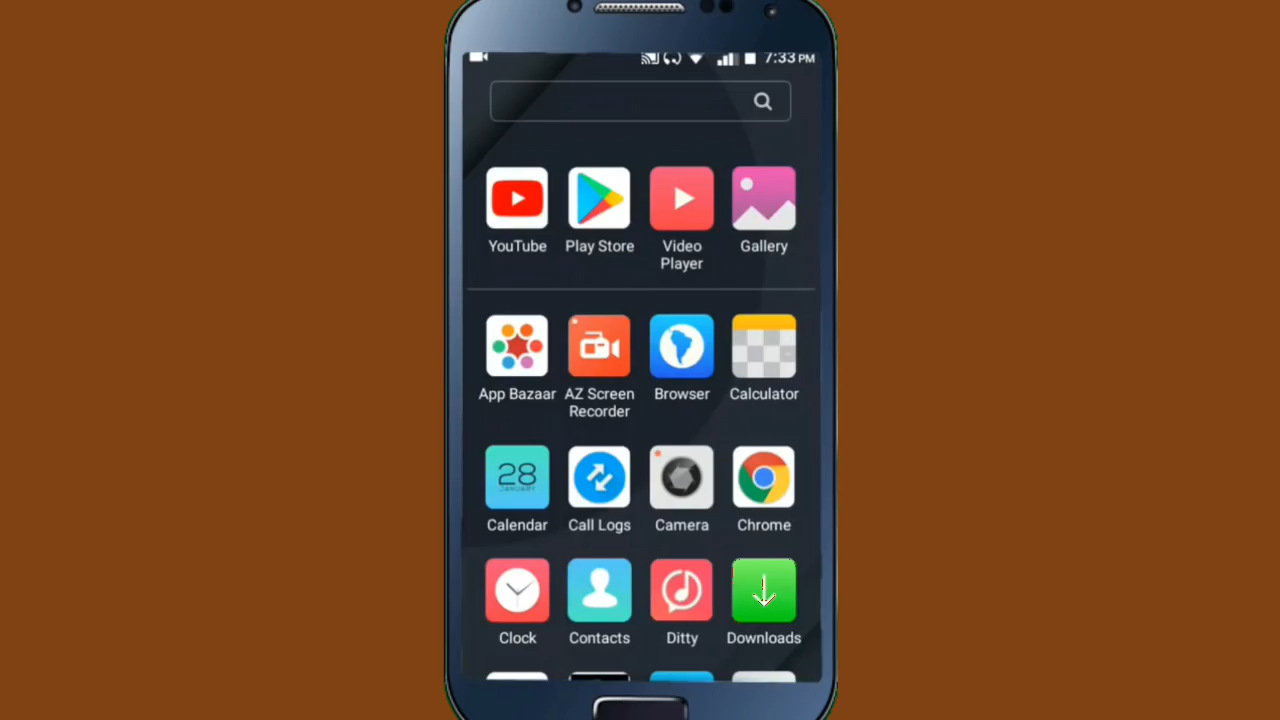 7:33 PM
YouTube Play Store Video Player Gallery
App Bazaar AZ Screen Recorder Browser Calculator
28
JANUARY
Calendar Call Logs Camera Chrome
Clock Contacts Ditty Downloads